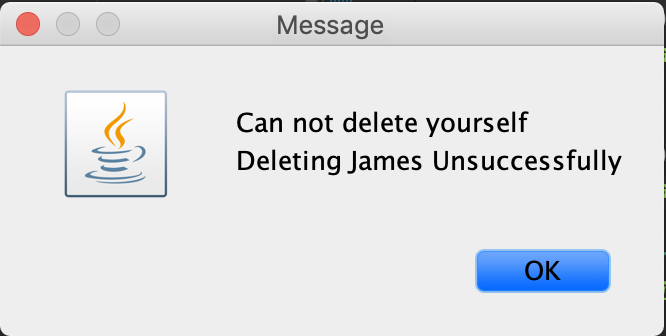 Message
Can not delete yourself
Deleting James Unsuccessfully
OK